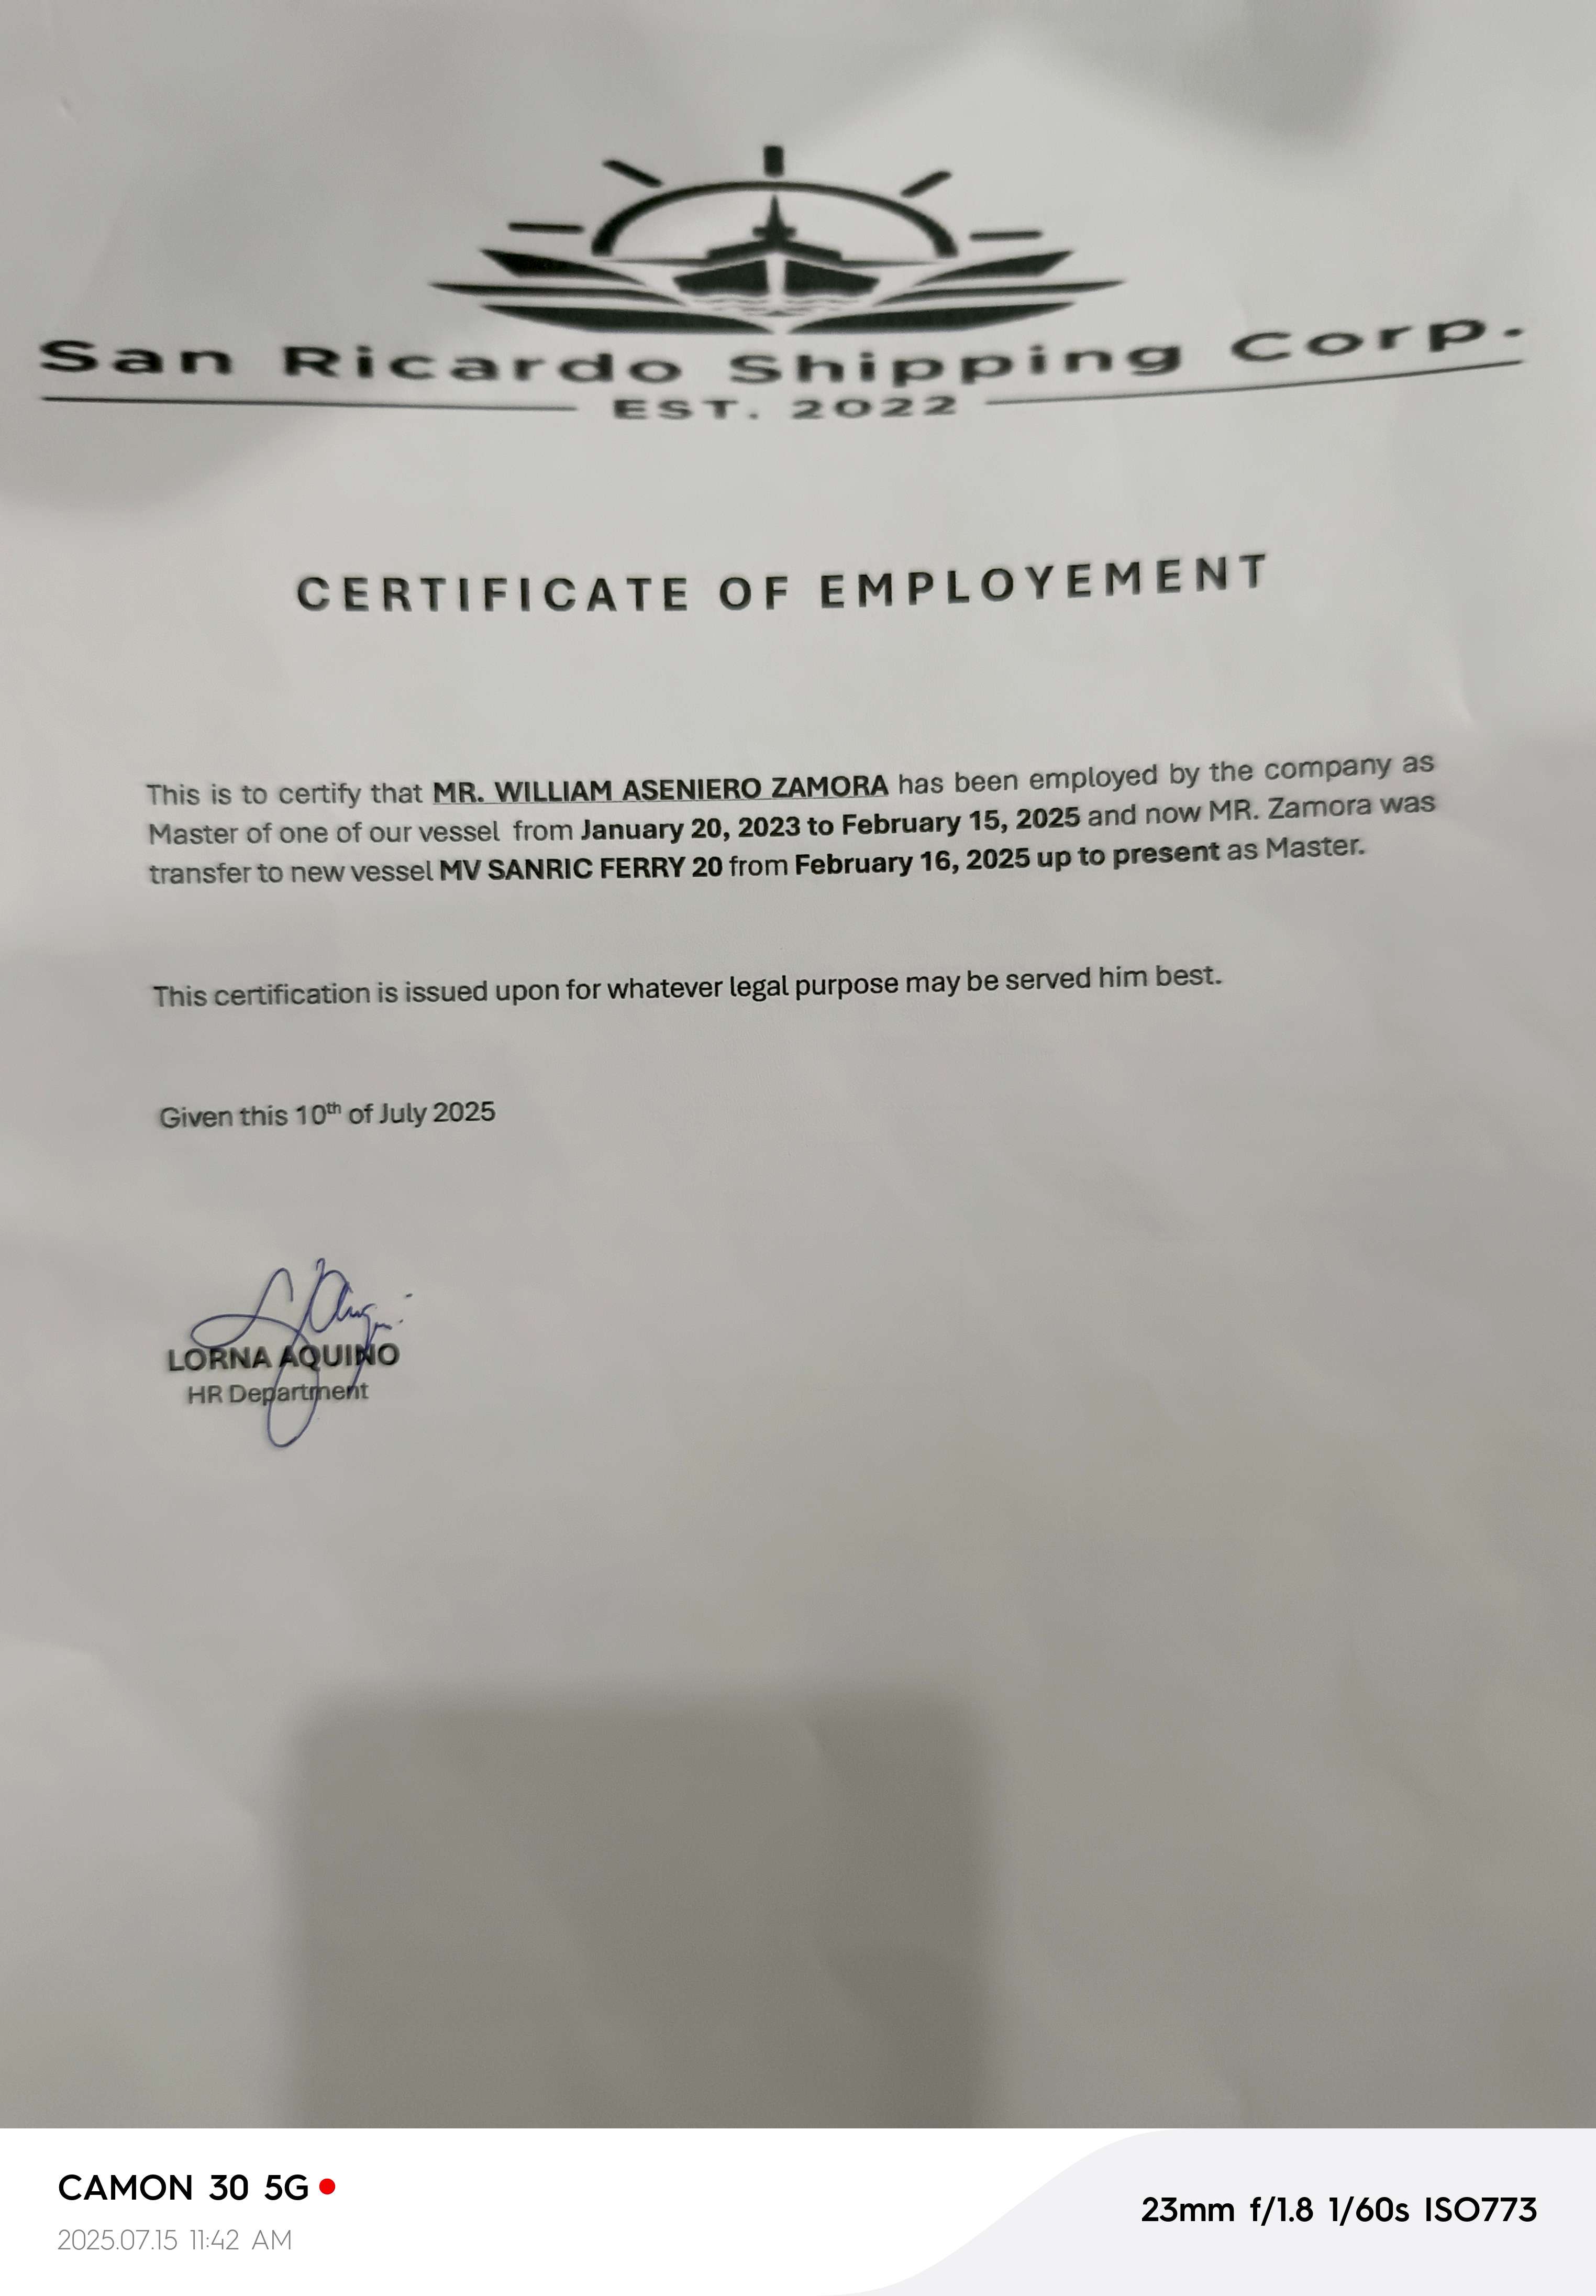 San Ricardo Shipping Corp.
EST. 2022
CERTIFICATE OF EMPLOYEMENT
This is to certify that MR. WILLIAM ASENIERO ZAMORA has been employed by the company as
Master of one of our vessel from January 20, 2023 to February 15, 2025 and now MR. Zamora was
transfer to new vessel MV SANRIC FERRY 20 from February 16, 2025 up to present as Master.
This certification is issued upon for whatever legal purpose may be served him best.
Given this 10th of July 2025
LORNA AQUINO
HR Department
CAMON 30 5G
2025.07.15 11:42 AM
23mm f/1.8 1/60s ISO773